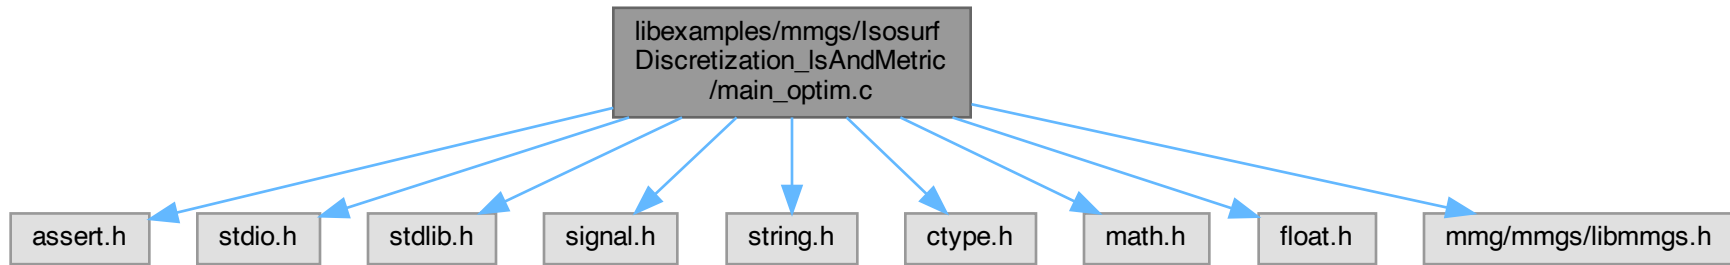 libexamples/mmgs/Isosurf
Discretization_lsAndMetric
/main_optim.c
assert.h
stdio.h
stdlib.h
signal.h
string.h
ctype.h
math.h
float.h
mmg/mmgs/libmmgs.h